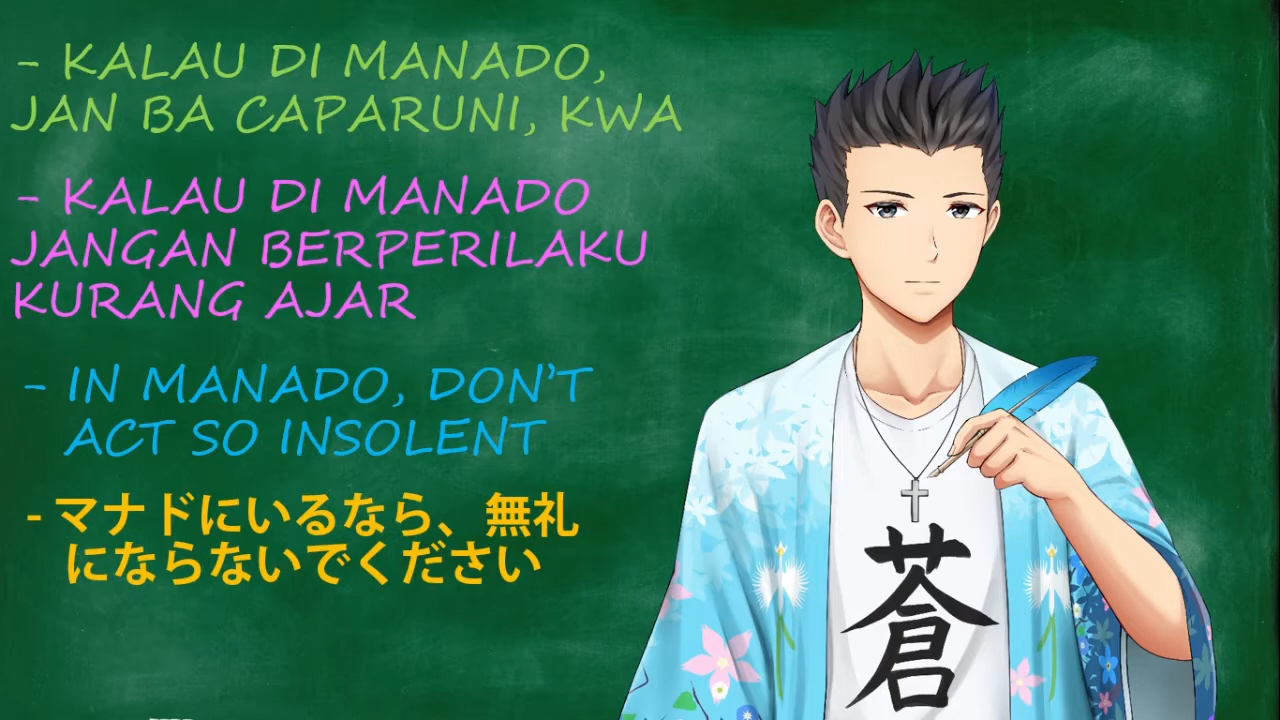 - KALAU DI MANADO,
JAN BA CAPARUNI, KWA
- KALAU DI MANADO
JANGAN BERPERILAKU
KURANG AJAR
- IN MANADO, DON'T
ACT SO INSOLENT
- マナドにいるなら、無礼
にならないでください
蒼